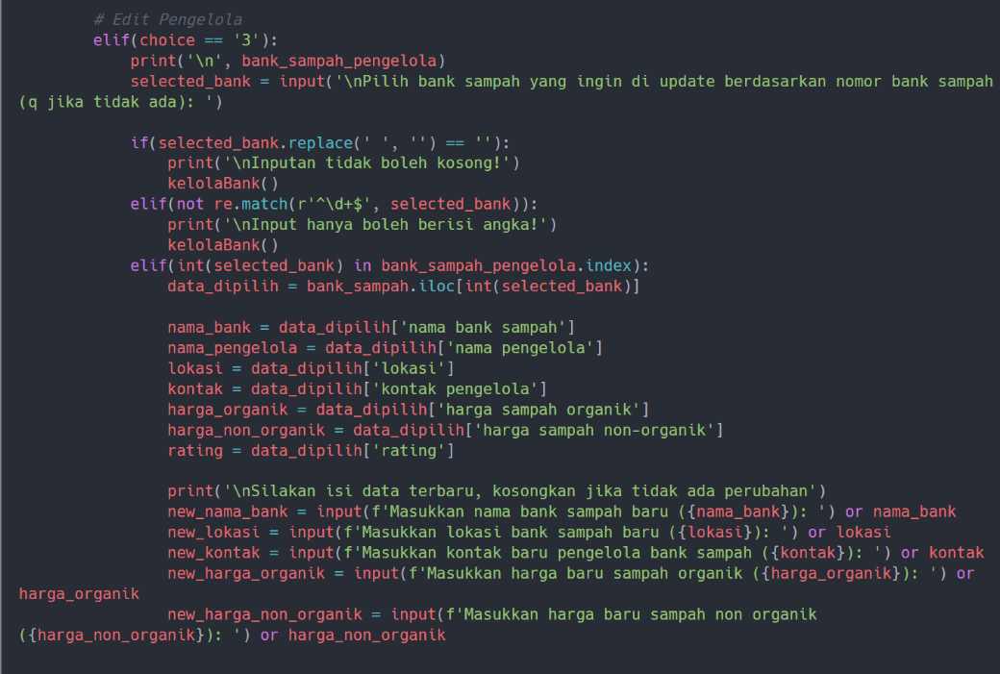 # Edit Pengelola
elif(choice == '3'):
print('\n', bank_sampah_pengelola)
selected_bank = input('\nPilih bank sampah yang ingin di update berdasarkan nomor bank sampah
(q jika tidak ada): ')
if(selected_bank.replace(' ', '') == ''):
print('\nInputan tidak boleh kosong!')
kelolaBank()
elif(not re.match(r'^\d+$', selected_bank)):
print('\nInput hanya boleh berisi angka!')
kelolaBank()
elif(int(selected_bank) in bank_sampah_pengelola.index):
data_dipilih = bank_sampah.iloc[int(selected_bank)]
nama_bank = data_dipilih['nama bank sampah']
nama_pengelola = data_dipilih['nama pengelola']
lokasi = data_dipilih['lokasi']
kontak = data_dipilih['kontak pengelola']
harga_organik = data_dipilih['harga sampah organik']
harga_non_organik = data_dipilih['harga sampah non-organik']
rating = data_dipilih['rating']
print('\nSilakan isi data terbaru, kosongkan jika tidak ada perubahan')
new_nama_bank = input(f'Masukkan nama bank sampah baru ({nama_bank}): ') or nama_bank
new_lokasi = input(f'Masukkan lokasi bank sampah baru ({lokasi}): ') or lokasi
new_kontak = input(f'Masukkan kontak baru pengelola bank sampah ({kontak}): ') or kontak
new_harga_organik = input(f'Masukkan harga baru sampah organik ({harga_organik}): ') or
harga_organik
new_harga_non_organik = input(f'Masukkan harga baru sampah non organik
({harga_non_organik}): ') or harga_non_organik